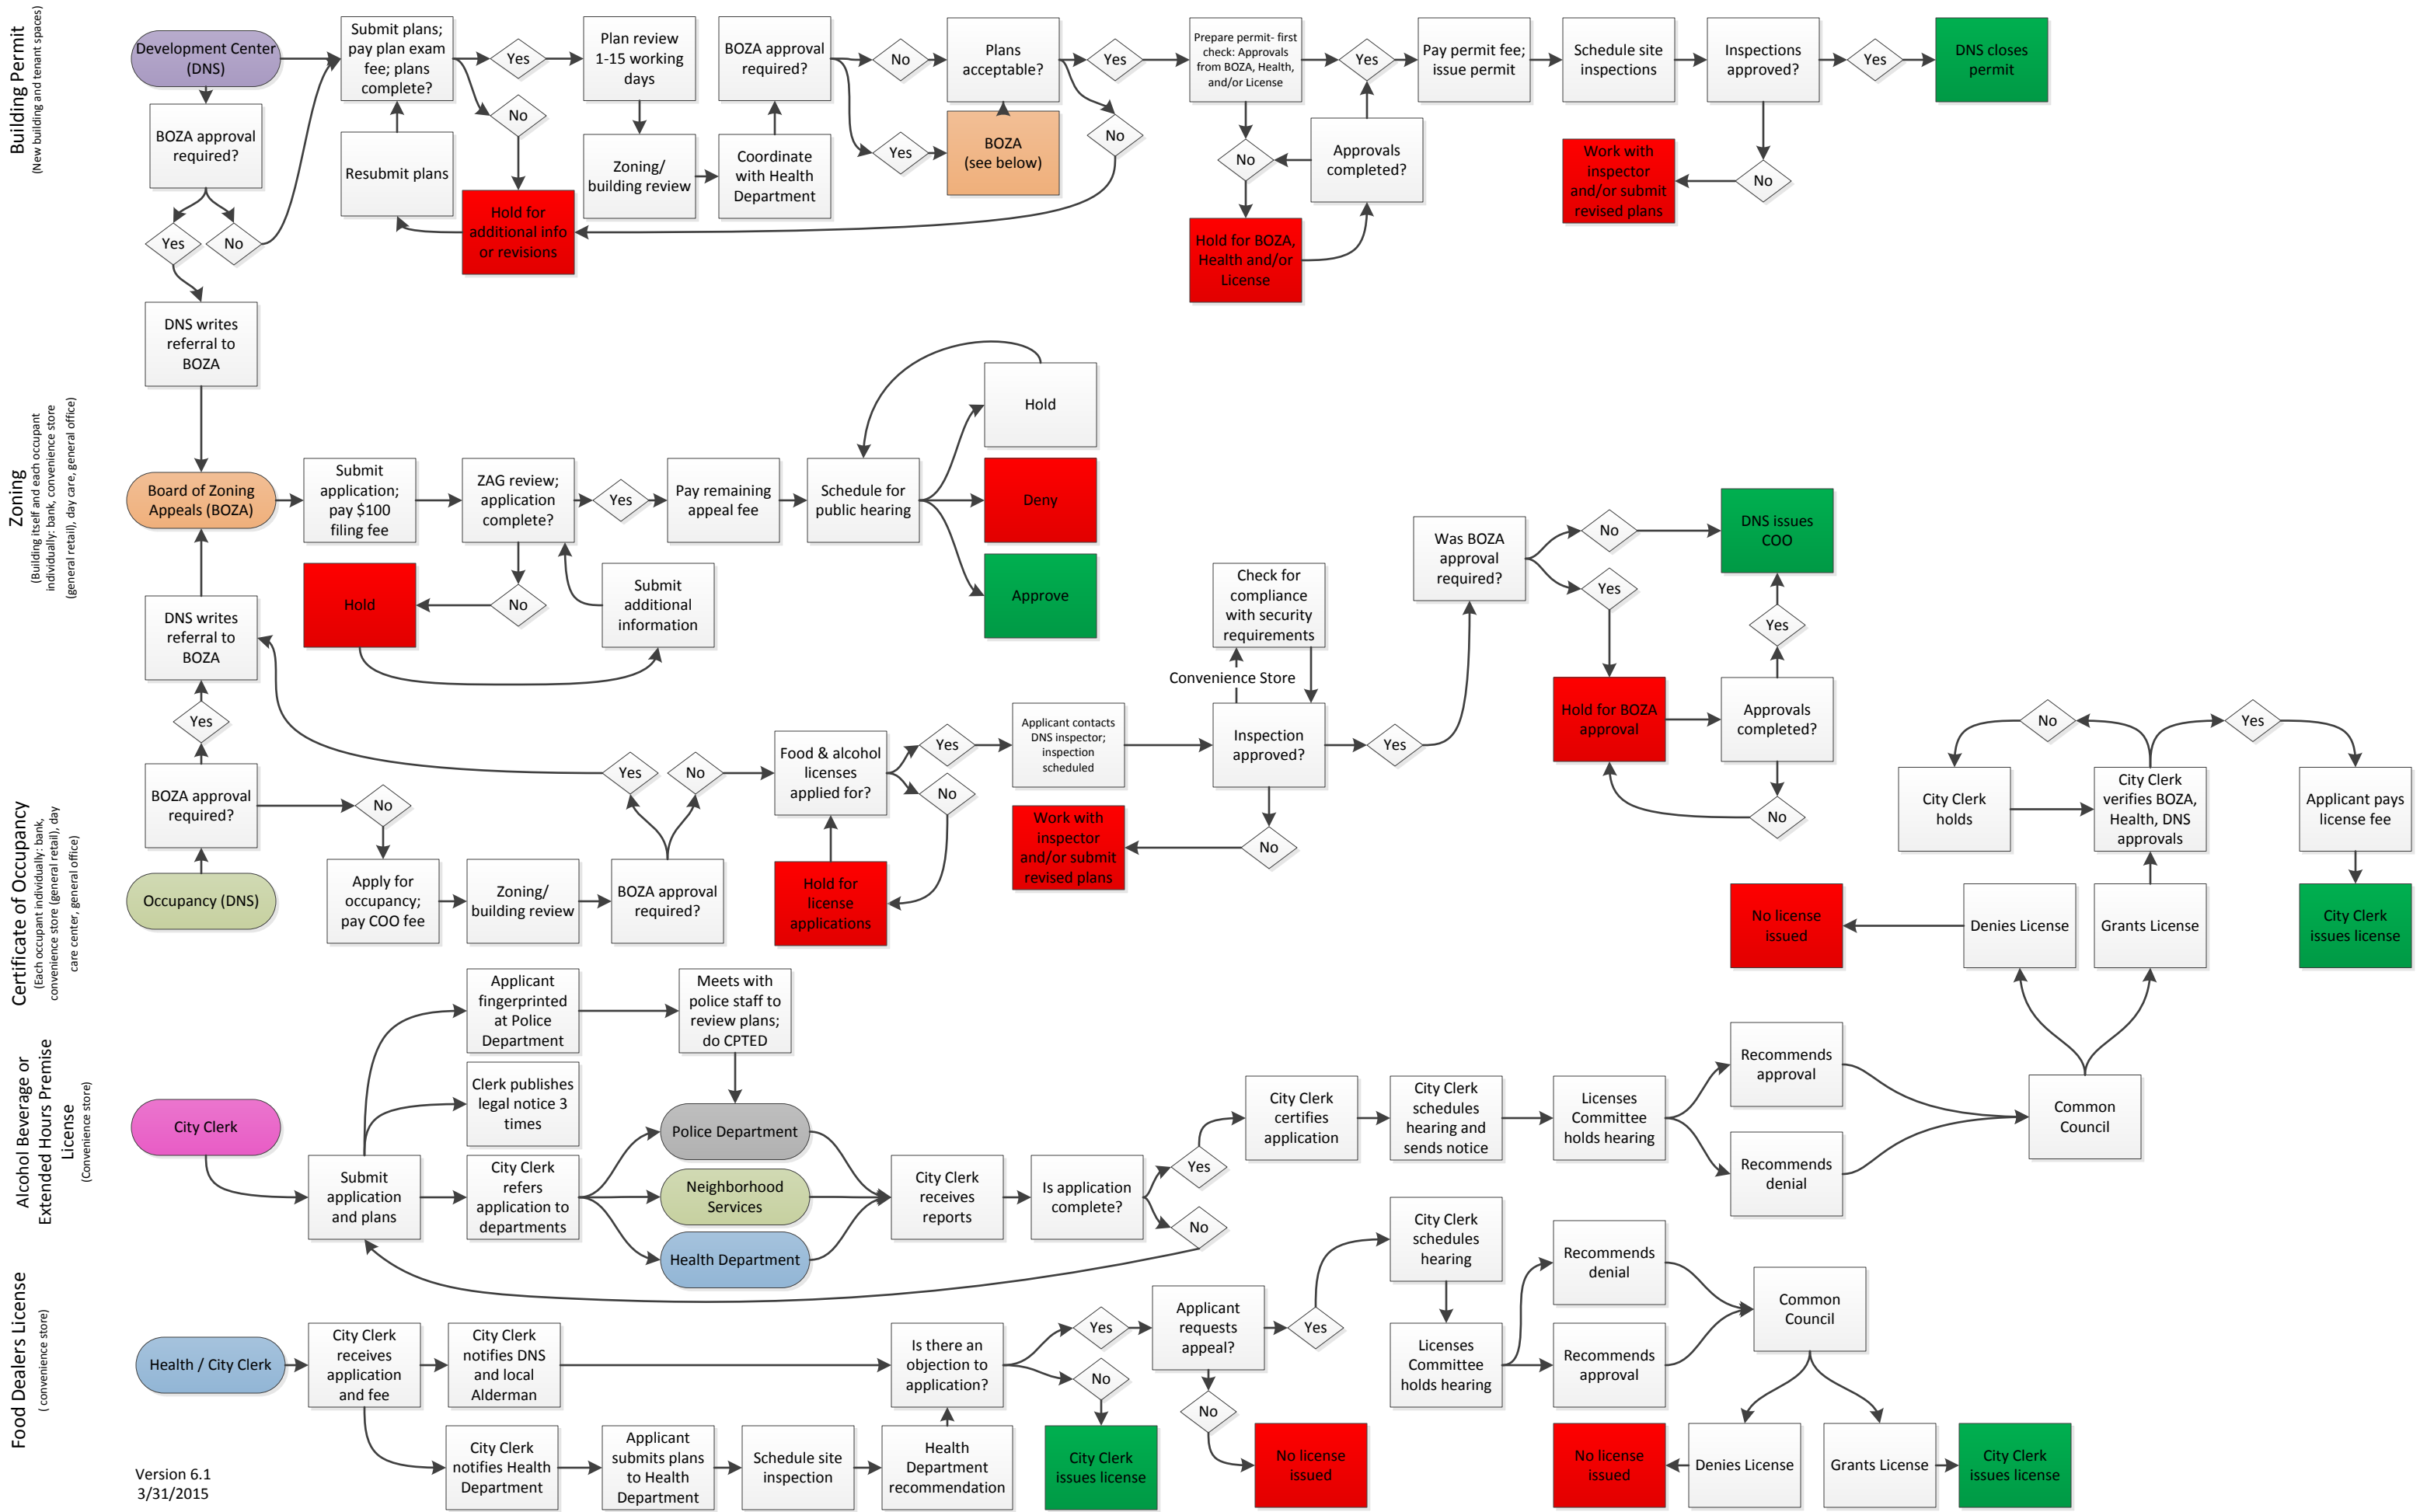 Building Permit
(New building and tenant spaces)
Development Center
(DNS)
BOZA approval
required?
Yes
No
Submit plans;
pay plan exam
fee; plans
complete?
Yes
No
Resubmit plans
Hold for
additional info
or revisions
Plan review
1-15 working
days
Zoning/
building review
Coordinate
with Health
Department
BOZA approval
required?
No
Yes
Plans
acceptable?
BOZA
(see below)
Yes
No
Prepare permit- first
check: Approvals
from BOZA, Health,
and/or License
No
Hold for BOZA,
Health and/or
License
Yes
Approvals
completed?
Pay permit fee;
issue permit
Schedule site
inspections
Inspections
approved?
Yes
No
Work with
inspector
and/or submit
revised plans
DNS closes
permit
Zoning
(Building itself and each occupant
individually: bank, convenience store
(general retail), day care, general office)
DNS writes
referral to
BOZA
Board of Zoning
Appeals (BOZA)
DNS writes
referral to
BOZA
Submit
application;
pay $100
filing fee
ZAG review;
application
complete?
Yes
No
Hold
Submit
additional
information
Pay remaining
appeal fee
Schedule for
public hearing
Hold
Deny
Approve
Certificate of Occupancy
(Each occupant individually: bank,
convenience store (general retail), day
care center, general office)
Yes
BOZA approval
required?
Occupancy (DNS)
No
Apply for
occupancy;
pay COO fee
Zoning/
building review
BOZA approval
required?
Yes
No
Food & alcohol
licenses
applied for?
Yes
No
Hold for
license
applications
Applicant contacts
DNS inspector;
inspection
scheduled
Check for
compliance
with security
requirements
Convenience Store
Inspection
approved?
Yes
No
Work with
inspector
and/or submit
revised plans
Was BOZA
approval
required?
No
Yes
DNS issues
COO
Yes
Hold for BOZA
approval
Approvals
completed?
No
Alcohol Beverage or
Extended Hours Premise
License
(Convenience store)
City Clerk
Submit
application
and plans
Applicant
fingerprinted
at Police
Department
Meets with
police staff to
review plans;
do CPTED
Clerk publishes
legal notice 3
times
City Clerk
refers
application to
departments
Police Department
Neighborhood
Services
Health Department
City Clerk
receives
reports
Is application
complete?
Yes
No
City Clerk
certifies
application
City Clerk
schedules
hearing and
sends notice
Licenses
Committee
holds hearing
Recommends
approval
Recommends
denial
Common
Council
Denies License
No license
issued
Grants License
City Clerk
verifies BOZA,
Health, DNS
approvals
No
City Clerk
holds
Yes
Applicant pays
license fee
City Clerk
issues license
Food Dealers License
( convenience store)
Health / City Clerk
City Clerk
receives
application
and fee
City Clerk
notifies DNS
and local
Alderman
City Clerk
notifies Health
Department
Applicant
submits plans
to Health
Department
Schedule site
inspection
Health
Department
recommendation
Is there an
objection to
application?
Yes
No
City Clerk
issues license
Applicant
requests
appeal?
Yes
No
No license
issued
City Clerk
schedules
hearing
Licenses
Committee
holds hearing
Recommends
denial
Recommends
approval
Common
Council
Denies License
No license
issued
Grants License
City Clerk
issues license
Version 6.1
3/31/2015